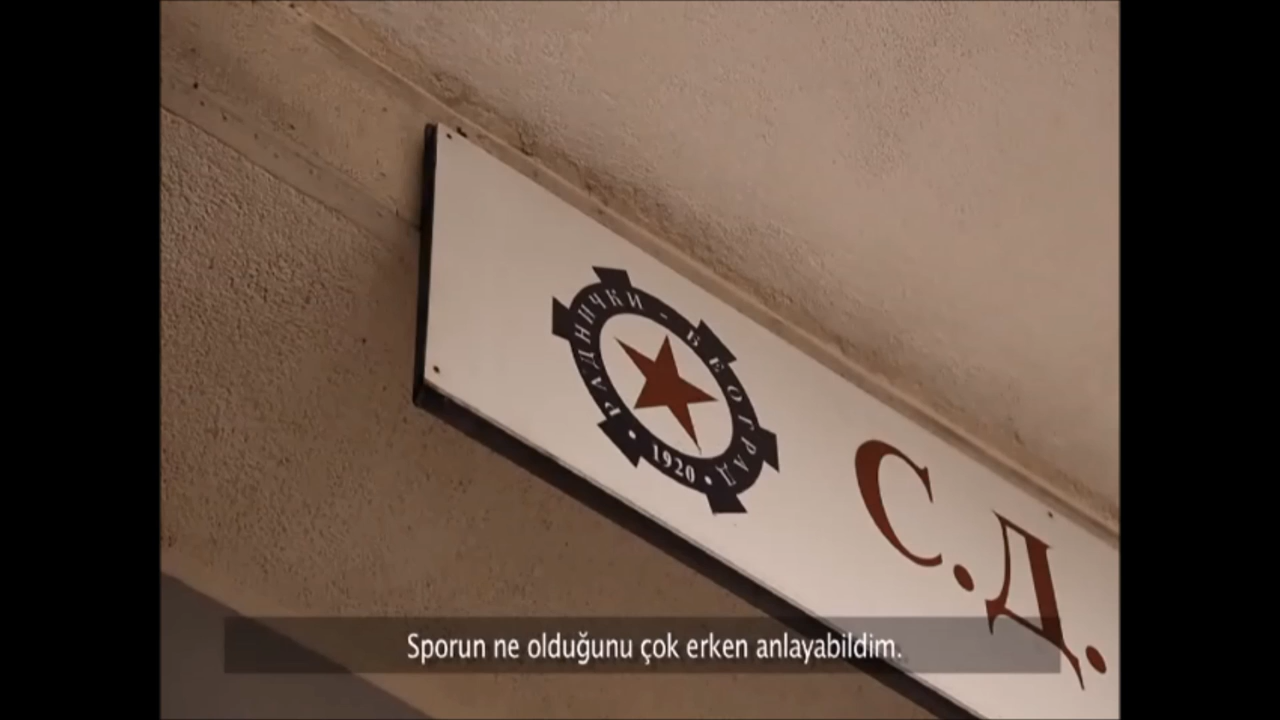 РАДНИЧКИ - БЕОГРАД
• 1920 •
С.Д.
Sporun ne olduğunu çok erken anlayabildim.